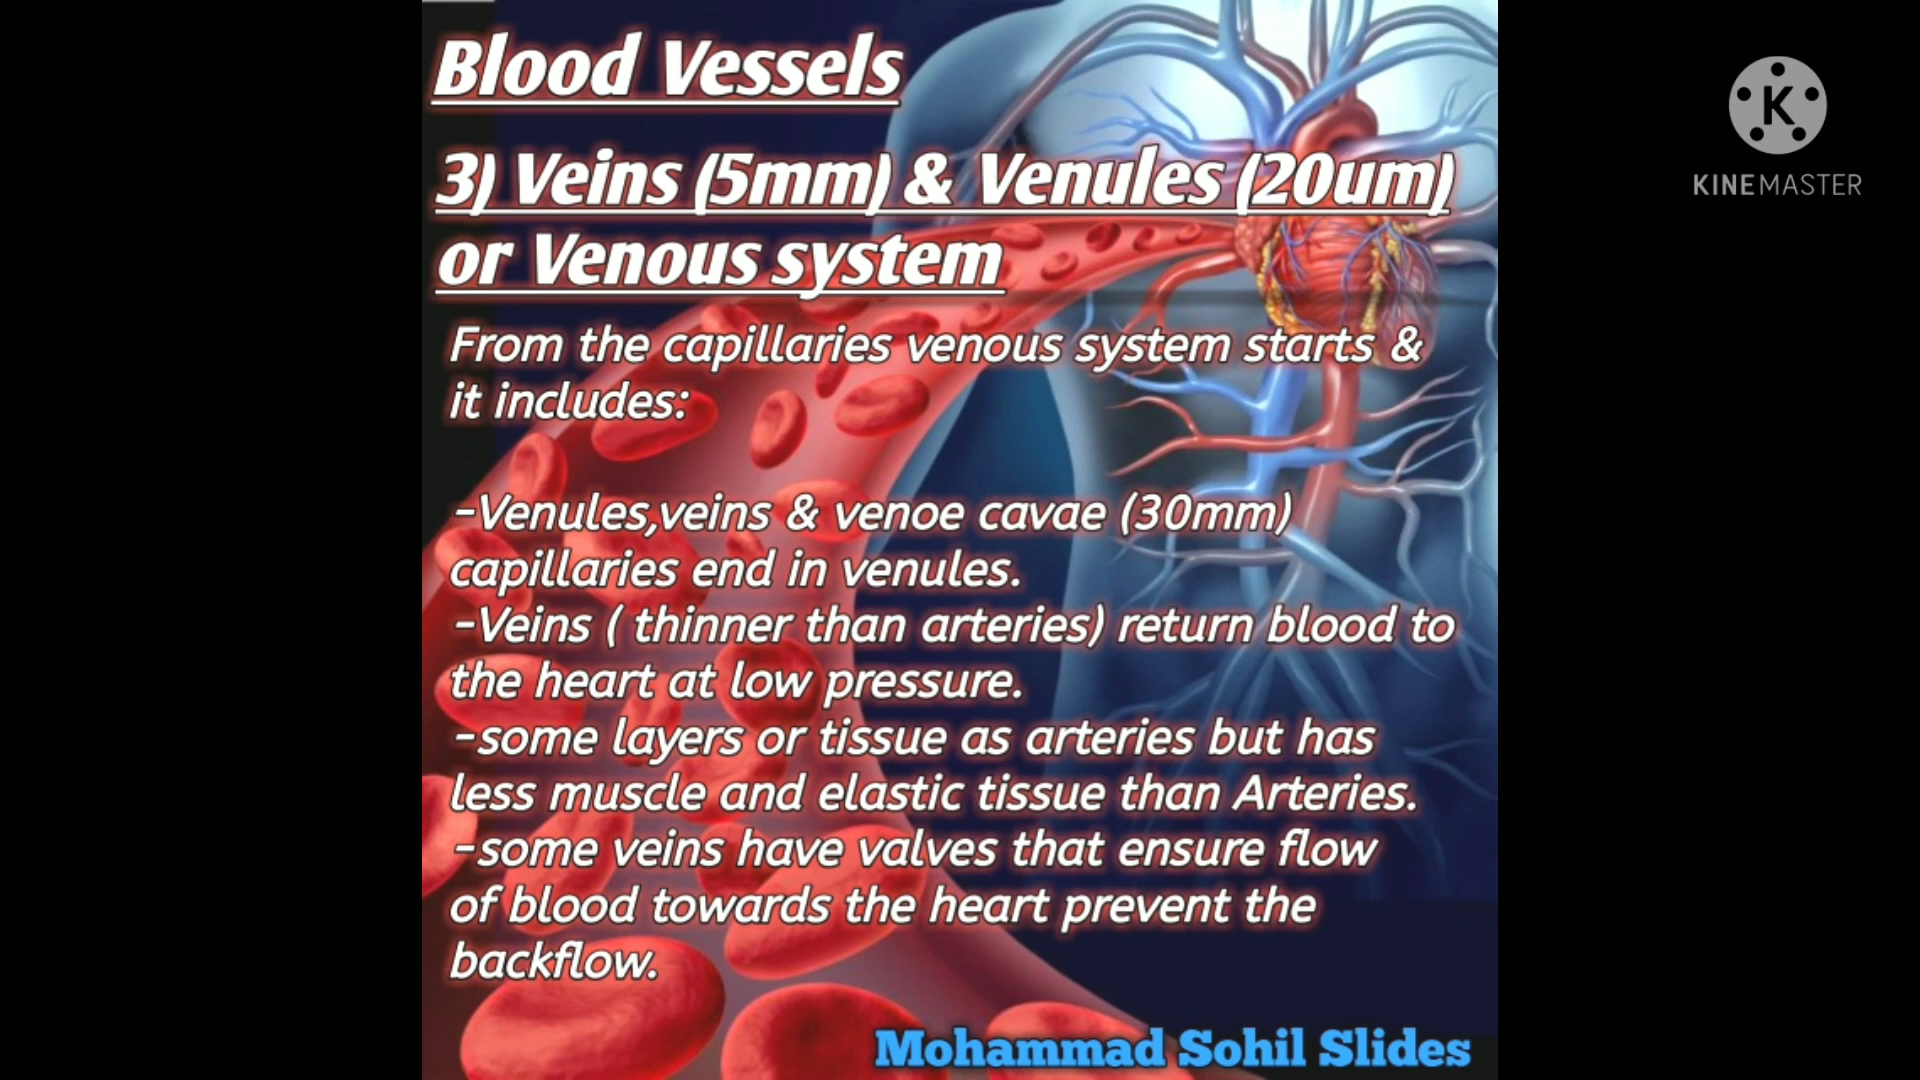 Blood Vessels
3) Veins (5mm) & Venules (20um)
or Venous system
From the capillaries venous system starts &
it includes:
-Venules,veins & venoe cavae (30mm)
capillaries end in venules.
-Veins ( thinner than arteries) return blood to
the heart at low pressure.
-some layers or tissue as arteries but has
less muscle and elastic tissue than Arteries.
-some veins have valves that ensure flow
of blood towards the heart prevent the
backflow.
Mohammad Sohil Slides
K
KINEMASTER